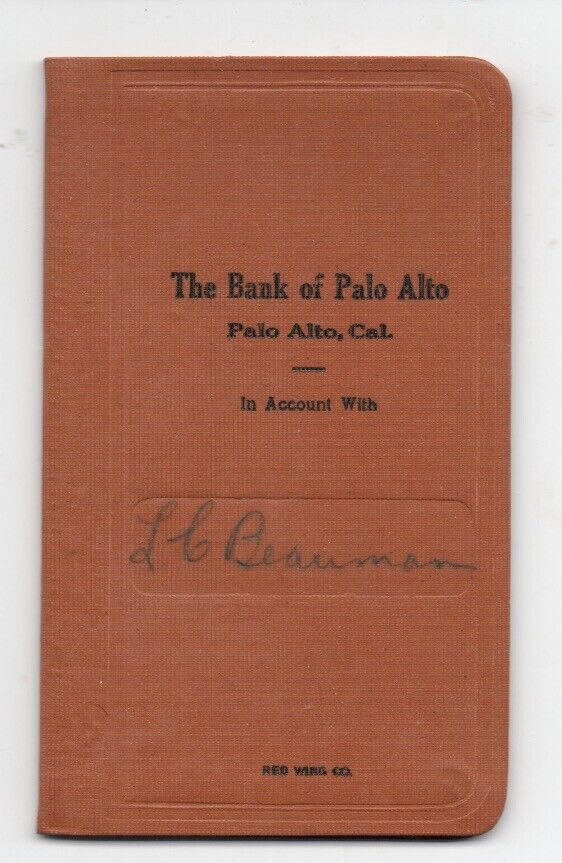 The Bank of Palo Alto
Palo Alto, Cal.
In Account With
L C Beauman
RED WING CO.